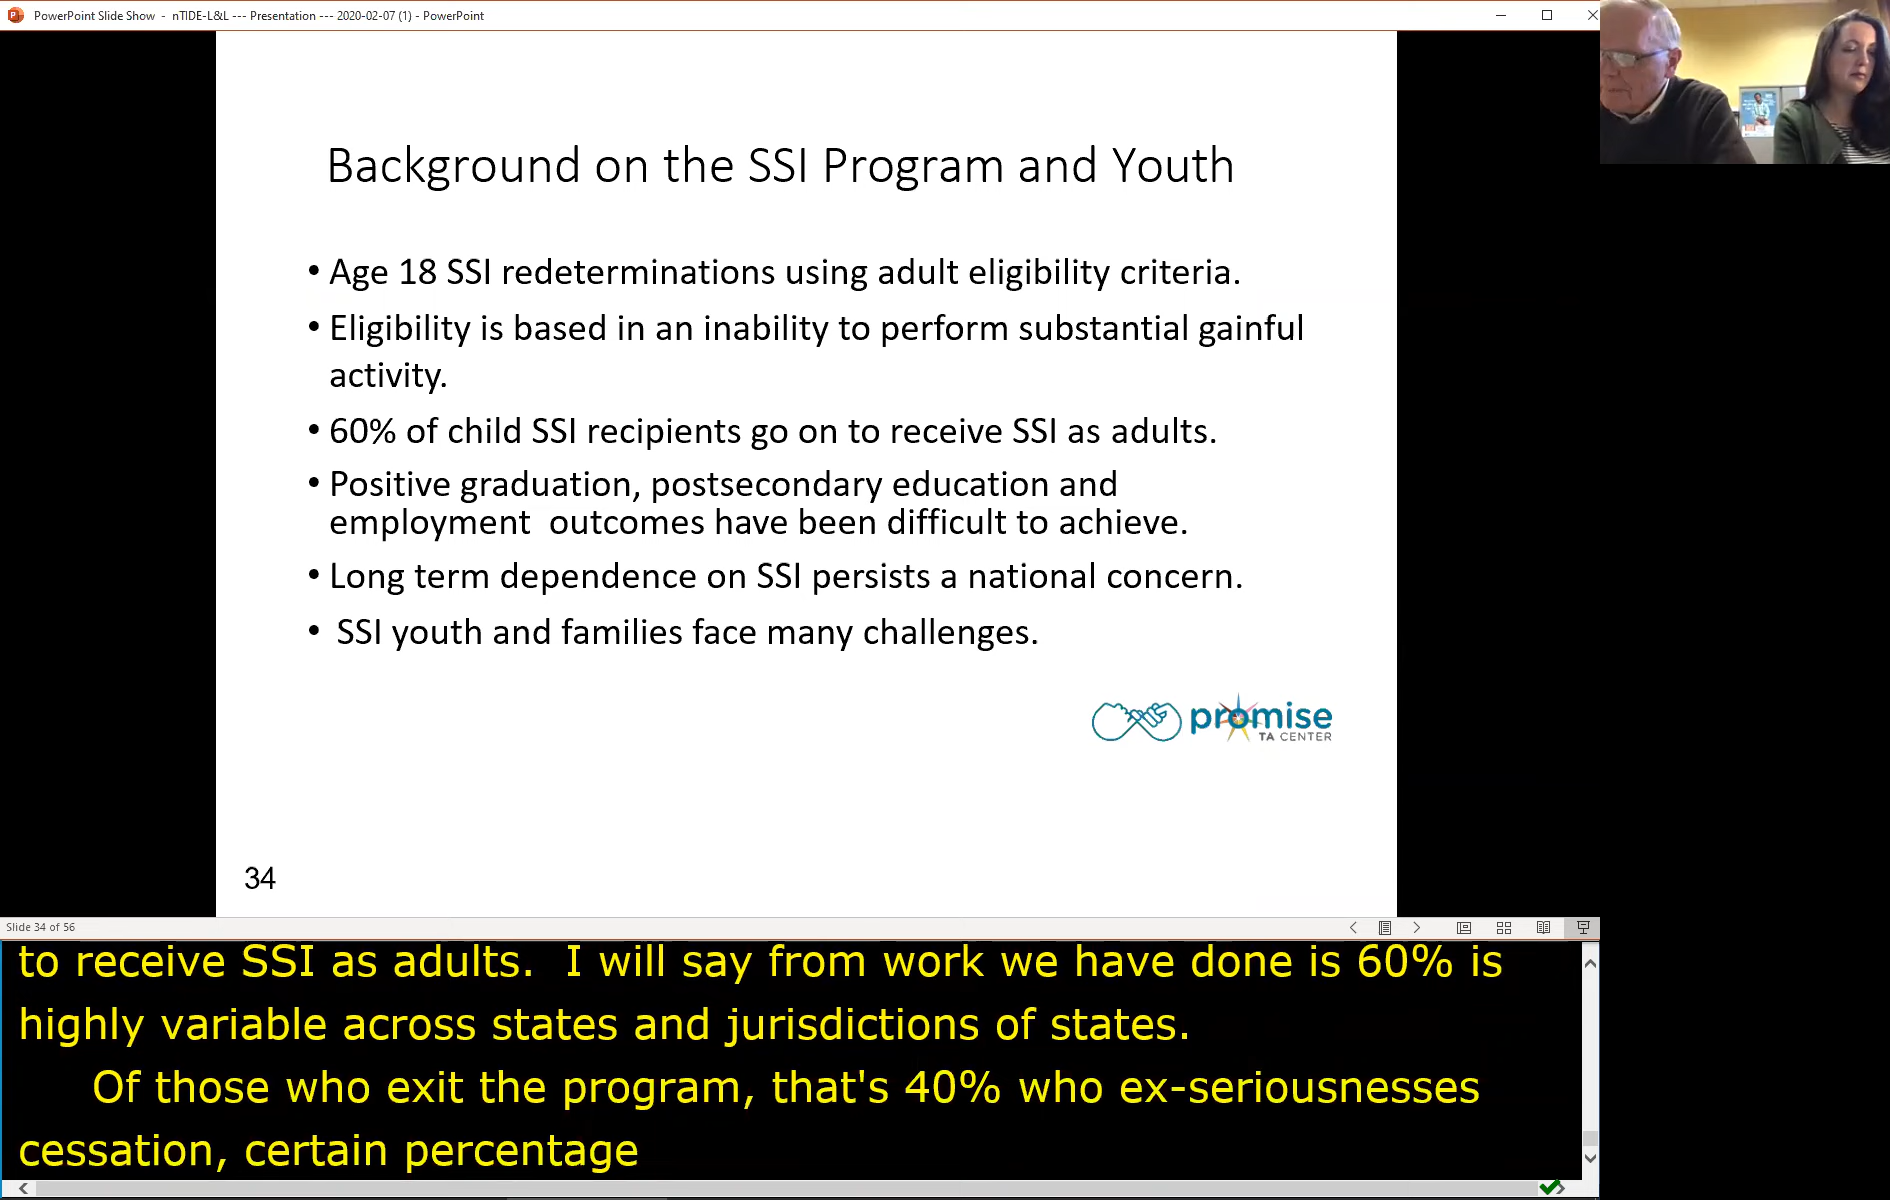 PowerPoint Slide Show - nTIDE-L&L --- Presentation --- 2020-02-07 (1) - PowerPoint
Background on the SSI Program and Youth
• Age 18 SSI redeterminations using adult eligibility criteria.
• Eligibility is based in an inability to perform substantial gainful
activity.
• 60% of child SSI recipients go on to receive SSI as adults.
• Positive graduation, postsecondary education and
employment  outcomes have been difficult to achieve.
• Long term dependence on SSI persists a national concern.
• SSI youth and families face many challenges.
promise
TA CENTER
34
Slide 34 of 56
to receive SSI as adults.  I will say from work we have done is 60% is
highly variable across states and jurisdictions of states.
Of those who exit the program, that's 40% who ex-seriousnesses
cessation, certain percentage